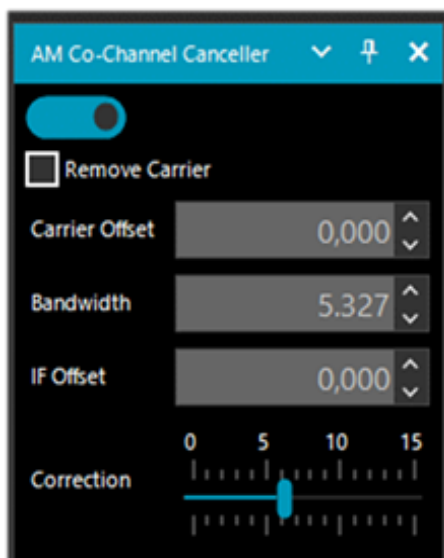 AM Co-Channel Canceller
Remove Carrier
Carrier Offset 0,000
Bandwidth 5.327
IF Offset 0,000
0 5 10 15
Correction